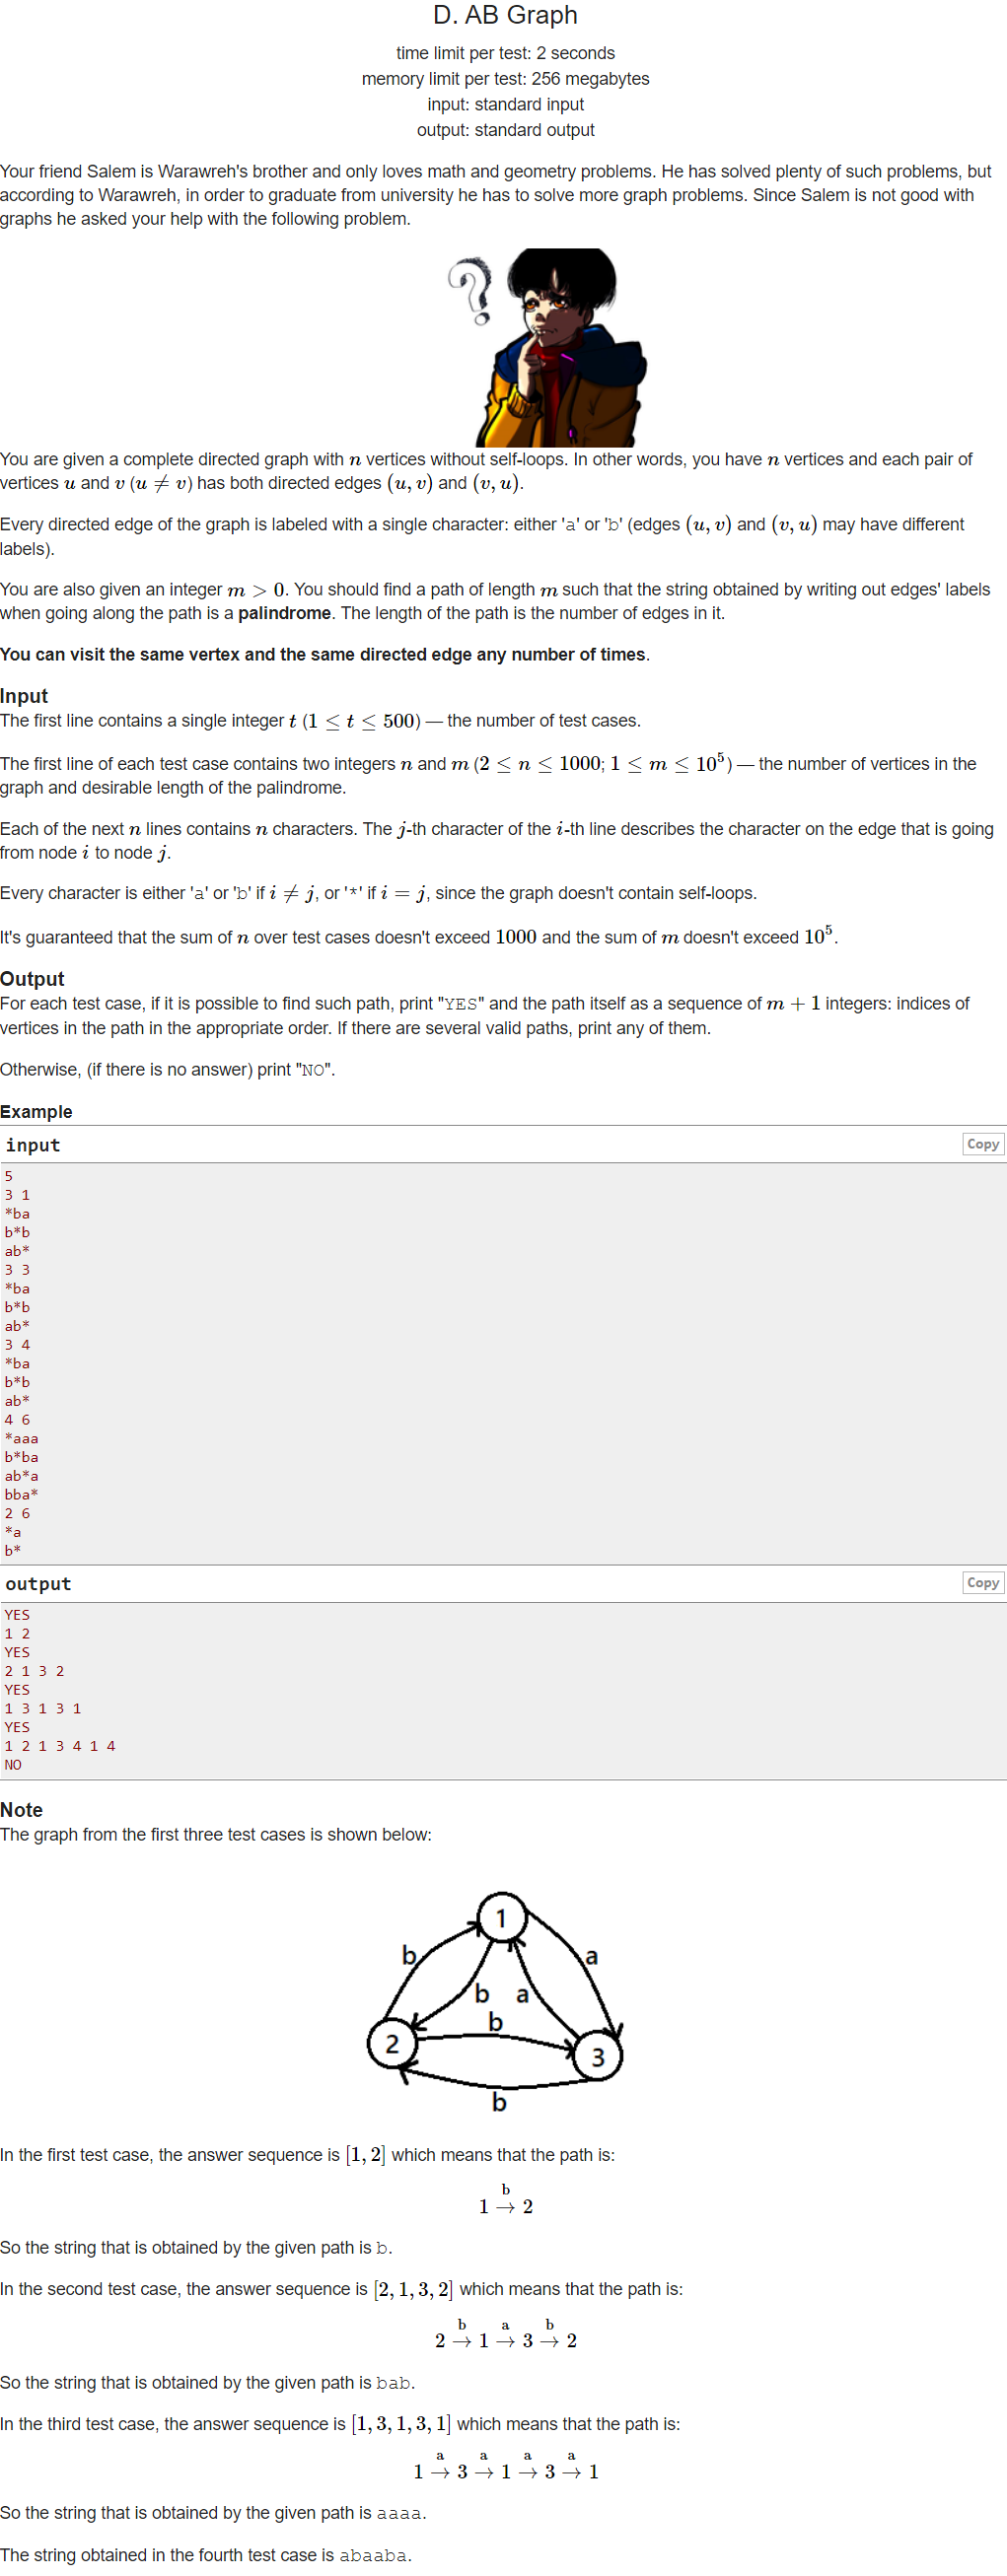 D. AB Graph
time limit per test: 2 seconds
memory limit per test: 256 megabytes
input: standard input
output: standard output
Your friend Salem is Warawreh's brother and only loves math and geometry problems. He has solved plenty of such problems, but
according to Warawreh, in order to graduate from university he has to solve more graph problems. Since Salem is not good with
graphs he asked your help with the following problem.
?
You are given a complete directed graph with n vertices without self-loops. In other words, you have n vertices and each pair of
vertices u and v (u ≠ v) has both directed edges (u, v) and (v, u).
Every directed edge of the graph is labeled with a single character: either 'a' or 'b' (edges (u, v) and (v, u) may have different
labels).
You are also given an integer m > 0. You should find a path of length m such that the string obtained by writing out edges' labels
when going along the path is a palindrome. The length of the path is the number of edges in it.
You can visit the same vertex and the same directed edge any number of times.
Input
The first line contains a single integer t (1 ≤ t ≤ 500) — the number of test cases.
The first line of each test case contains two integers n and m (2 ≤ n ≤ 1000; 1 ≤ m ≤ 10^5) — the number of vertices in the
graph and desirable length of the palindrome.
Each of the next n lines contains n characters. The j-th character of the i-th line describes the character on the edge that is going
from node i to node j.
Every character is either 'a' or 'b' if i ≠ j, or '*' if i = j, since the graph doesn't contain self-loops.
It's guaranteed that the sum of n over test cases doesn't exceed 1000 and the sum of m doesn't exceed 10^5.
Output
For each test case, if it is possible to find such path, print "YES" and the path itself as a sequence of m + 1 integers: indices of
vertices in the path in the appropriate order. If there are several valid paths, print any of them.
Otherwise, (if there is no answer) print "NO".
Example
input Copy
5
3 1
*ba
b*b
ab*
3 3
*ba
b*b
ab*
3 4
*ba
b*b
ab*
4 6
*aaa
b*ba
ab*a
bba*
2 6
*a
b*
output Copy
YES
1 2
YES
2 1 3 2
YES
1 3 1 3 1
YES
1 2 1 3 4 1 4
NO
Note
The graph from the first three test cases is shown below:
1
b a
b a
b
2 3
b
In the first test case, the answer sequence is [1, 2] which means that the path is:
b
1 → 2
So the string that is obtained by the given path is b.
In the second test case, the answer sequence is [2, 1, 3, 2] which means that the path is:
b a b
2 → 1 → 3 → 2
So the string that is obtained by the given path is bab.
In the third test case, the answer sequence is [1, 3, 1, 3, 1] which means that the path is:
a a a a
1 → 3 → 1 → 3 → 1
So the string that is obtained by the given path is aaaa.
The string obtained in the fourth test case is abaaba.